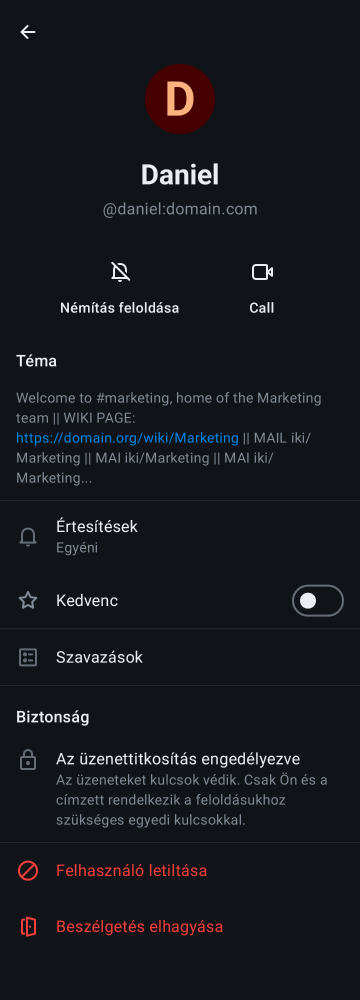 D
Daniel
@daniel:domain.com
Némítás feloldása
Call
Téma
Welcome to #marketing, home of the Marketing
team || WIKI PAGE:
https://domain.org/wiki/Marketing || MAIL iki/
Marketing || MAI iki/Marketing || MAI iki/
Marketing...
Értesítések
Egyéni
Kedvenc
Szavazások
Biztonság
Az üzenettitkosítás engedélyezve
Az üzeneteket kulcsok védik. Csak Ön és a
címzett rendelkezik a feloldásukhoz
szükséges egyedi kulcsokkal.
Felhasználó letiltása
Beszélgetés elhagyása